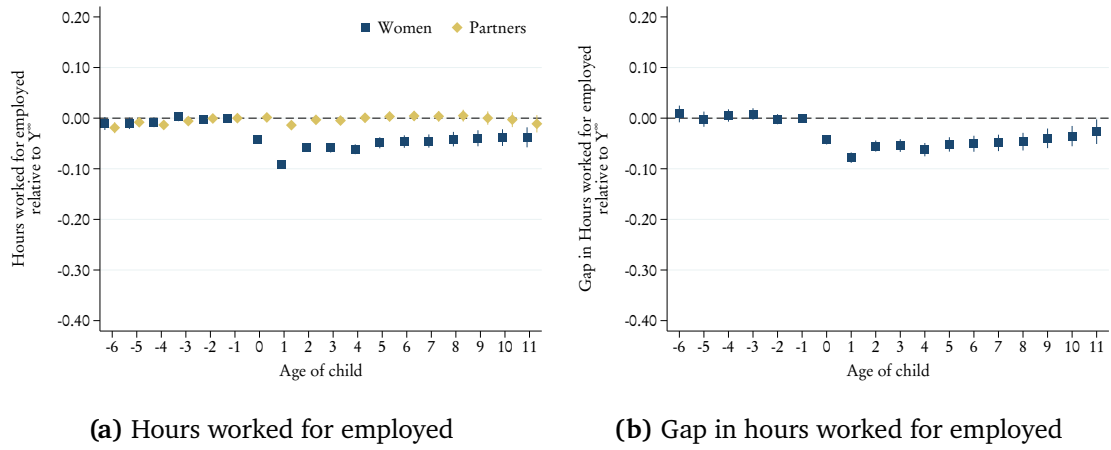 Women Partners
0.20
0.10
0.00
-0.10
-0.20
-0.30
-0.40
Hours worked for employed
relative to Y^∞
-6 -5 -4 -3 -2 -1 0 1 2 3 4 5 6 7 8 9 10 11
Age of child
(a) Hours worked for employed
0.20
0.10
0.00
-0.10
-0.20
-0.30
-0.40
Gap in Hours worked for employed
relative to Y^∞
-6 -5 -4 -3 -2 -1 0 1 2 3 4 5 6 7 8 9 10 11
Age of child
(b) Gap in hours worked for employed